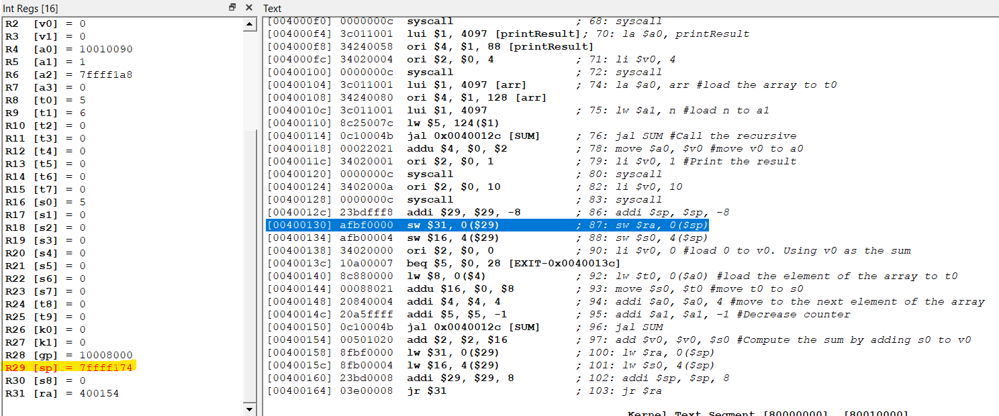 Int Regs [16]
R2 [v0] = 0
R3 [v1] = 0
R4 [a0] = 10010090
R5 [a1] = 1
R6 [a2] = 7ffff1a8
R7 [a3] = 0
R8 [t0] = 5
R9 [t1] = 6
R10 [t2] = 0
R11 [t3] = 0
R12 [t4] = 0
R13 [t5] = 0
R14 [t6] = 0
R15 [t7] = 0
R16 [s0] = 5
R17 [s1] = 0
R18 [s2] = 0
R19 [s3] = 0
R20 [s4] = 0
R21 [s5] = 0
R22 [s6] = 0
R23 [s7] = 0
R24 [t8] = 0
R25 [t9] = 0
R26 [k0] = 0
R27 [k1] = 0
R28 [gp] = 10008000
R29 [sp] = 7ffff174
R30 [s8] = 0
R31 [ra] = 400154
Text
[004000f0] 0000000c syscall ; 68: syscall
[004000f4] 3c011001 lui $1, 4097 [printResult]; 70: la $a0, printResult
[004000f8] 34240058 ori $4, $1, 88 [printResult]
[004000fc] 34020004 ori $2, $0, 4 ; 71: li $v0, 4
[00400100] 0000000c syscall ; 72: syscall
[00400104] 3c011001 lui $1, 4097 [arr] ; 74: la $a0, arr #load the array to t0
[00400108] 34240080 ori $4, $1, 128 [arr]
[0040010c] 3c011001 lui $1, 4097 ; 75: lw $a1, n #load n to a1
[00400110] 8c25007c lw $5, 124($1)
[00400114] 0c10004b jal 0x0040012c [SUM] ; 76: jal SUM #Call the recursive
[00400118] 00022021 addu $4, $0, $2 ; 78: move $a0, $v0 #move v0 to a0
[0040011c] 34020001 ori $2, $0, 1 ; 79: li $v0, 1 #Print the result
[00400120] 0000000c syscall ; 80: syscall
[00400124] 3402000a ori $2, $0, 10 ; 82: li $v0, 10
[00400128] 0000000c syscall ; 83: syscall
[0040012c] 23bdfff8 addi $29, $29, -8 ; 86: addi $sp, $sp, -8
[00400130] afbf0000 sw $31, 0($29) ; 87: sw $ra, 0($sp)
[00400134] afb00004 sw $16, 4($29) ; 88: sw $s0, 4($sp)
[00400138] 34020000 ori $2, $0, 0 ; 90: li $v0, 0 #load 0 to v0. Using v0 as the sum
[0040013c] 10a00007 beq $5, $0, 28 [EXIT-0x0040013c]
[00400140] 8c880000 lw $8, 0($4) ; 92: lw $t0, 0($a0) #load the element of the array to t0
[00400144] 00088021 addu $16, $0, $8 ; 93: move $s0, $t0 #move t0 to s0
[00400148] 20840004 addi $4, $4, 4 ; 94: addi $a0, $a0, 4 #move to the next element of the array
[0040014c] 20a5ffff addi $5, $5, -1 ; 95: addi $a1, $a1, -1 #Decrease counter
[00400150] 0c10004b jal 0x0040012c [SUM] ; 96: jal SUM
[00400154] 00501020 add $2, $2, $16 ; 97: add $v0, $v0, $s0 #Compute the sum by adding s0 to v0
[00400158] 8fbf0000 lw $31, 0($29) ; 100: lw $ra, 0($sp)
[0040015c] 8fb00004 lw $16, 4($29) ; 101: lw $s0, 4($sp)
[00400160] 23bd0008 addi $29, $29, 8 ; 102: addi $sp, $sp, 8
[00400164] 03e00008 jr $31 ; 103: jr $ra
Kernel Text Segment [80000000]..[80010000]